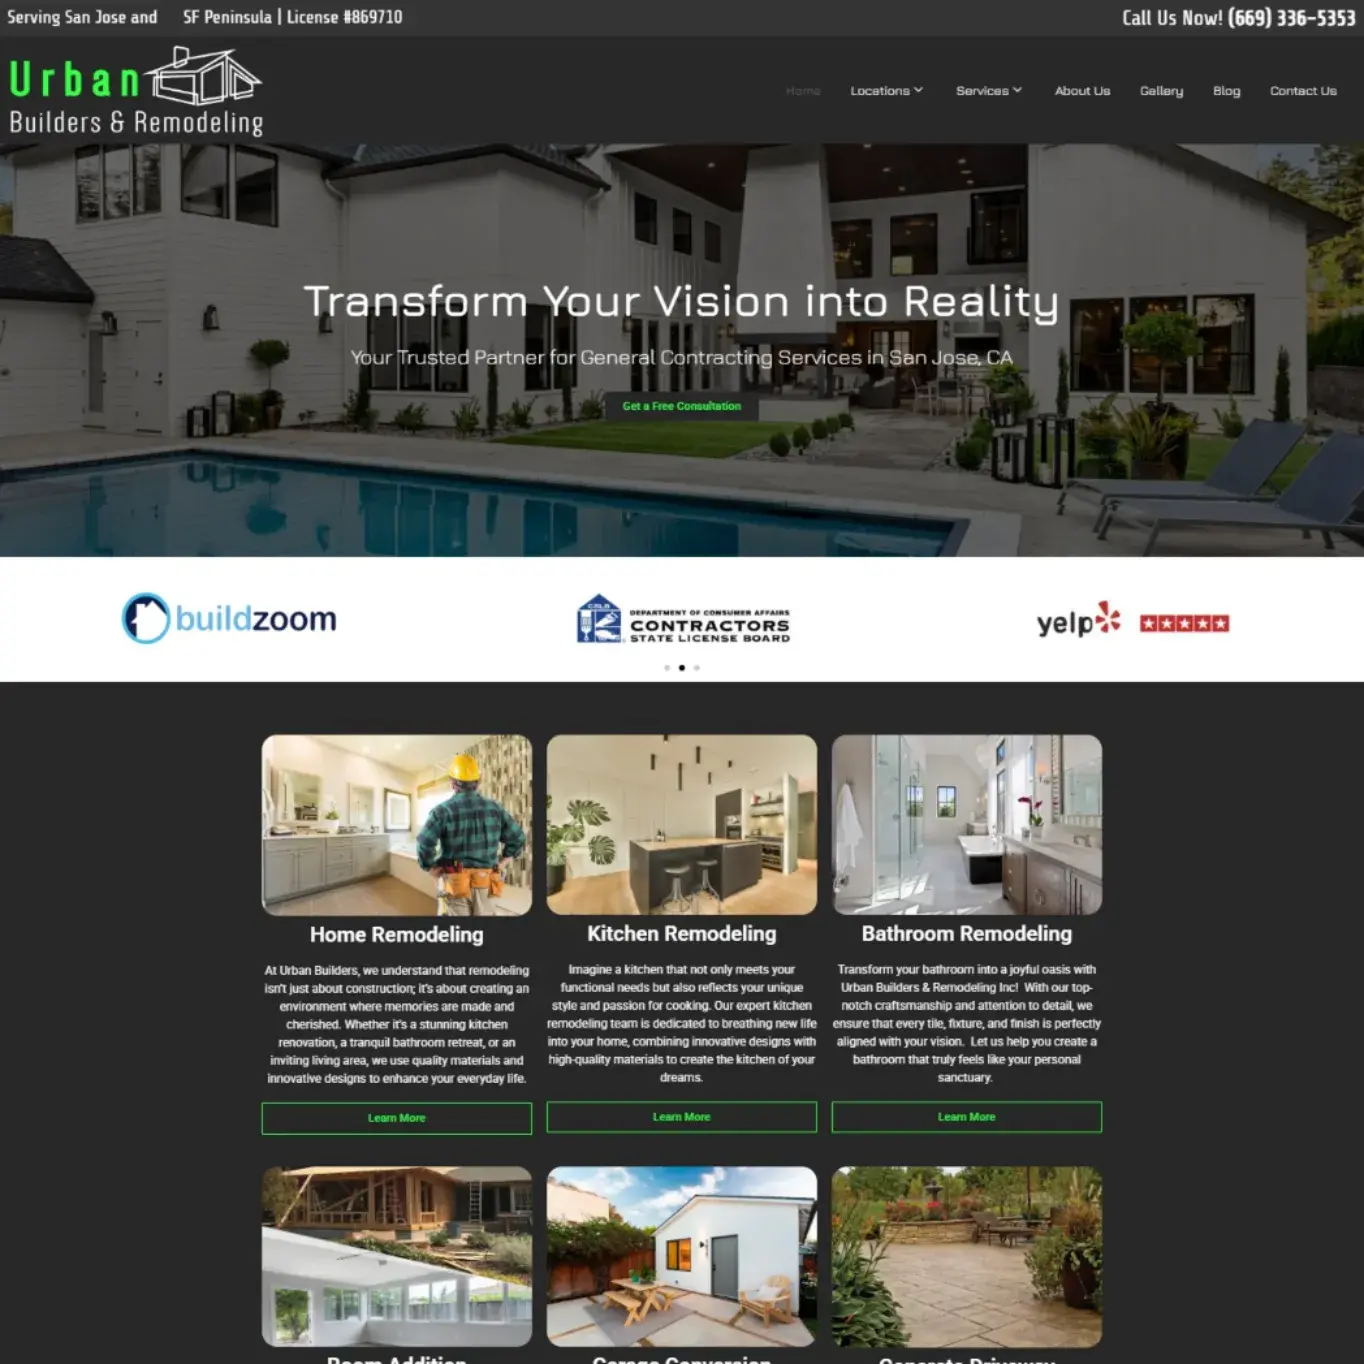 Serving San Jose and SF Peninsula | License #869710
Call Us Now! (669) 336-5353
Urban
Builders & Remodeling
Home
Locations
Services
About Us
Gallery
Blog
Contact Us
Transform Your Vision into Reality
Your Trusted Partner for General Contracting Services in San Jose, CA
Get a Free Consultation
buildzoom
CSLB
DEPARTMENT OF CONSUMER AFFAIRS
CONTRACTORS
STATE LICENSE BOARD
yelp
Home Remodeling
At Urban Builders, we understand that remodeling
isn't just about construction; it's about creating an
environment where memories are made and
cherished. Whether it's a stunning kitchen
renovation, a tranquil bathroom retreat, or an
inviting living area, we use quality materials and
innovative designs to enhance your everyday life.
Learn More
Kitchen Remodeling
Imagine a kitchen that not only meets your
functional needs but also reflects your unique
style and passion for cooking. Our expert kitchen
remodeling team is dedicated to breathing new life
into your home, combining innovative designs with
high-quality materials to create the kitchen of your
dreams.
Learn More
Bathroom Remodeling
Transform your bathroom into a joyful oasis with
Urban Builders & Remodeling Inc!  With our top-
notch craftsmanship and attention to detail, we
ensure that every tile, fixture, and finish is perfectly
aligned with your vision.  Let us help you create a
bathroom that truly feels like your personal
sanctuary.
Learn More
Room Addition
Garage Conversion
Concrete Driveway